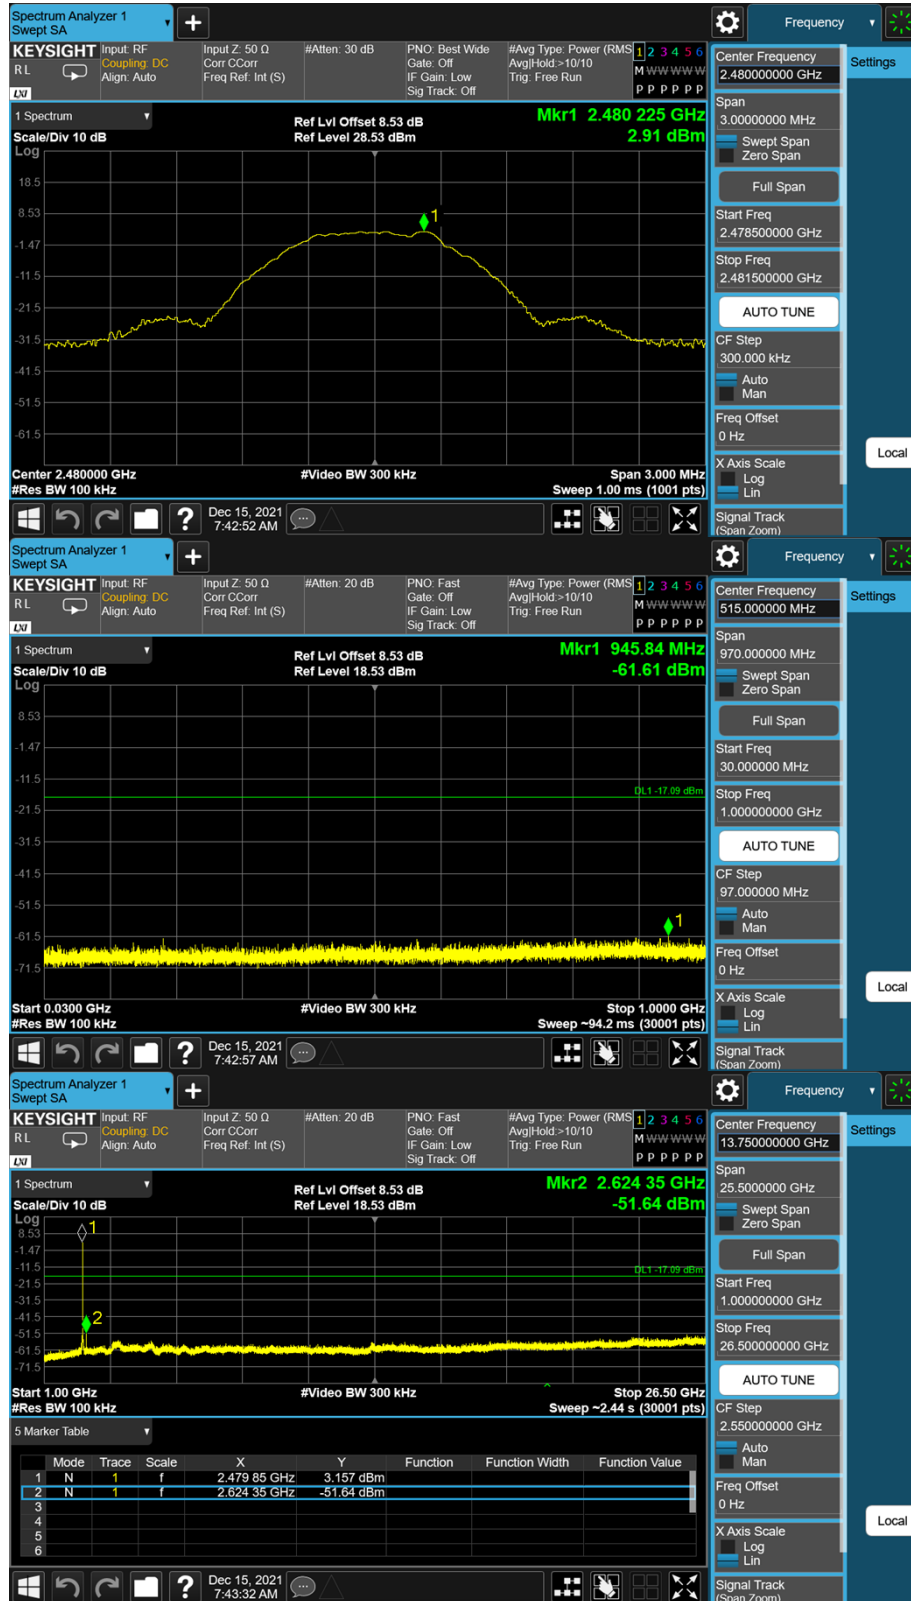 Spectrum Analyzer 1
Swept SA
+
Frequency
KEYSIGHT
R L
LXI
Input: RF
Coupling: DC
Align: Auto
Input Z: 50 Ω
Corr CCorr
Freq Ref: Int (S)
#Atten: 30 dB
PNO: Best Wide
Gate: Off
IF Gain: Low
Sig Track: Off
#Avg Type: Power (RMS
Avg|Hold:>10/10
Trig: Free Run
1 2 3 4 5 6
M W W W W W
P P P P P P
Center Frequency
2.480000000 GHz
Settings
Span
3.00000000 MHz
Swept Span
Zero Span
Full Span
Start Freq
2.478500000 GHz
Stop Freq
2.481500000 GHz
AUTO TUNE
CF Step
300.000 kHz
Auto
Man
Freq Offset
0 Hz
X Axis Scale
Log
Lin
Signal Track
(Span Zoom)
Local
1 Spectrum
Scale/Div 10 dB
Log
Ref Lvl Offset 8.53 dB
Ref Level 28.53 dBm
Mkr1 2.480 225 GHz
2.91 dBm
18.5
8.53
-1.47
-11.5
-21.5
-31.5
-41.5
-51.5
-61.5
1
Center 2.480000 GHz
#Res BW 100 kHz
#Video BW 300 kHz
Span 3.000 MHz
Sweep 1.00 ms (1001 pts)
?
Dec 15, 2021
7:42:52 AM
Spectrum Analyzer 1
Swept SA
+
Frequency
KEYSIGHT
R L
LXI
Input: RF
Coupling: DC
Align: Auto
Input Z: 50 Ω
Corr CCorr
Freq Ref: Int (S)
#Atten: 20 dB
PNO: Fast
Gate: Off
IF Gain: Low
Sig Track: Off
#Avg Type: Power (RMS
Avg|Hold:>10/10
Trig: Free Run
1 2 3 4 5 6
M W W W W W
P P P P P P
Center Frequency
515.000000 MHz
Settings
Span
970.000000 MHz
Swept Span
Zero Span
Full Span
Start Freq
30.000000 MHz
Stop Freq
1.000000000 GHz
AUTO TUNE
CF Step
97.000000 MHz
Auto
Man
Freq Offset
0 Hz
X Axis Scale
Log
Lin
Signal Track
(Span Zoom)
Local
1 Spectrum
Scale/Div 10 dB
Log
Ref Lvl Offset 8.53 dB
Ref Level 18.53 dBm
Mkr1 945.84 MHz
-61.61 dBm
8.53
-1.47
-11.5
-21.5
-31.5
-41.5
-51.5
-61.5
-71.5
DL1 -17.09 dBm
1
Start 0.0300 GHz
#Res BW 100 kHz
#Video BW 300 kHz
Stop 1.0000 GHz
Sweep ~94.2 ms (30001 pts)
?
Dec 15, 2021
7:42:57 AM
Spectrum Analyzer 1
Swept SA
+
Frequency
KEYSIGHT
R L
LXI
Input: RF
Coupling: DC
Align: Auto
Input Z: 50 Ω
Corr CCorr
Freq Ref: Int (S)
#Atten: 20 dB
PNO: Fast
Gate: Off
IF Gain: Low
Sig Track: Off
#Avg Type: Power (RMS
Avg|Hold:>10/10
Trig: Free Run
1 2 3 4 5 6
M W W W W W
P P P P P P
Center Frequency
13.750000000 GHz
Settings
Span
25.5000000 GHz
Swept Span
Zero Span
Full Span
Start Freq
1.000000000 GHz
Stop Freq
26.500000000 GHz
AUTO TUNE
CF Step
2.550000000 GHz
Auto
Man
Freq Offset
0 Hz
X Axis Scale
Log
Lin
Signal Track
(Span Zoom)
Local
1 Spectrum
Scale/Div 10 dB
Log
Ref Lvl Offset 8.53 dB
Ref Level 18.53 dBm
Mkr2 2.624 35 GHz
-51.64 dBm
8.53
-1.47
-11.5
-21.5
-31.5
-41.5
-51.5
-61.5
-71.5
1
2
DL1 -17.09 dBm
Start 1.00 GHz
#Res BW 100 kHz
#Video BW 300 kHz
Stop 26.50 GHz
Sweep ~2.44 s (30001 pts)
5 Marker Table
Mode Trace Scale X Y Function Function Width Function Value
1 N 1 f 2.479 85 GHz 3.157 dBm
2 N 1 f 2.624 35 GHz -51.64 dBm
3
4
5
6
?
Dec 15, 2021
7:43:32 AM